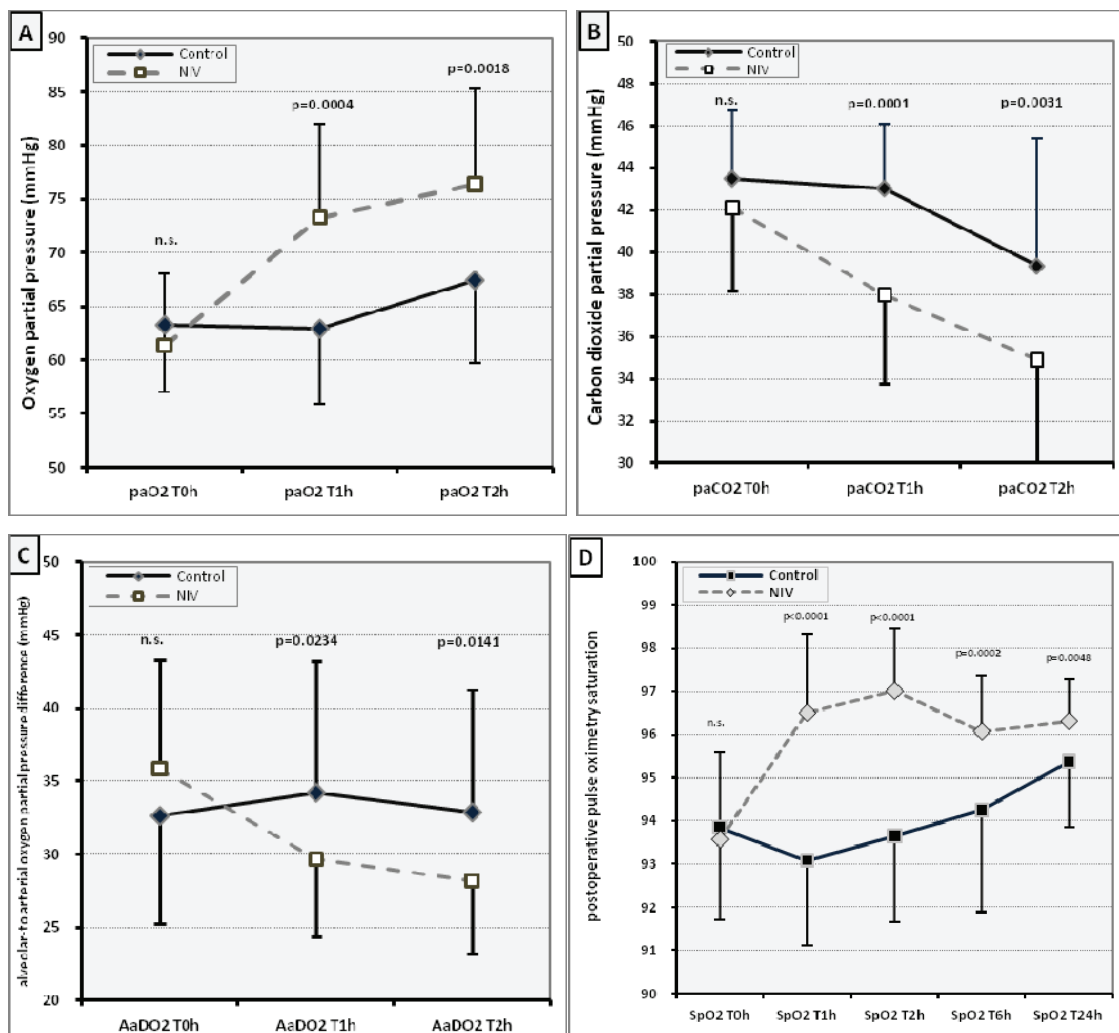 A
Oxygen partial pressure (mmHg)
90
85
80
75
70
65
60
55
50
Control
NIV
n.s.
p=0.0004
p=0.0018
paO2 T0h
paO2 T1h
paO2 T2h
B
Carbon dioxide partial pressure (mmHg)
50
48
46
44
42
40
38
36
34
32
30
Control
NIV
n.s.
p=0.0001
p=0.0031
paCO2 T0h
paCO2 T1h
paCO2 T2h
C
alveolar-to arterial oxygen partial pressure difference (mmHg)
50
45
40
35
30
25
20
Control
NIV
n.s.
p=0.0234
p=0.0141
AaDO2 T0h
AaDO2 T1h
AaDO2 T2h
D
postoperative pulse oximetry saturation
100
99
98
97
96
95
94
93
92
91
90
Control
NIV
n.s.
p<0.0001
p<0.0001
p=0.0002
p=0.0048
SpO2 T0h
SpO2 T1h
SpO2 T2h
SpO2 T6h
SpO2 T24h